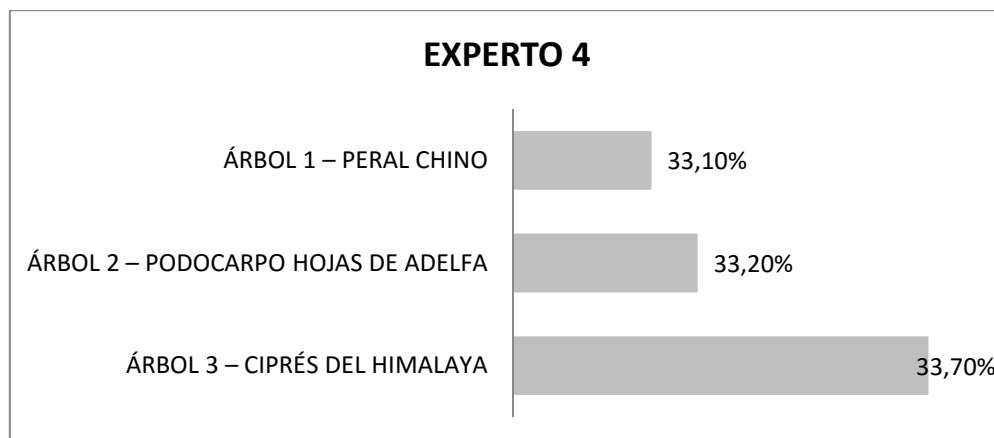 EXPERTO 4
ÁRBOL 1 – PERAL CHINO 33,10%
ÁRBOL 2 – PODOCARPO HOJAS DE ADELFA 33,20%
ÁRBOL 3 – CIPRÉS DEL HIMALAYA 33,70%